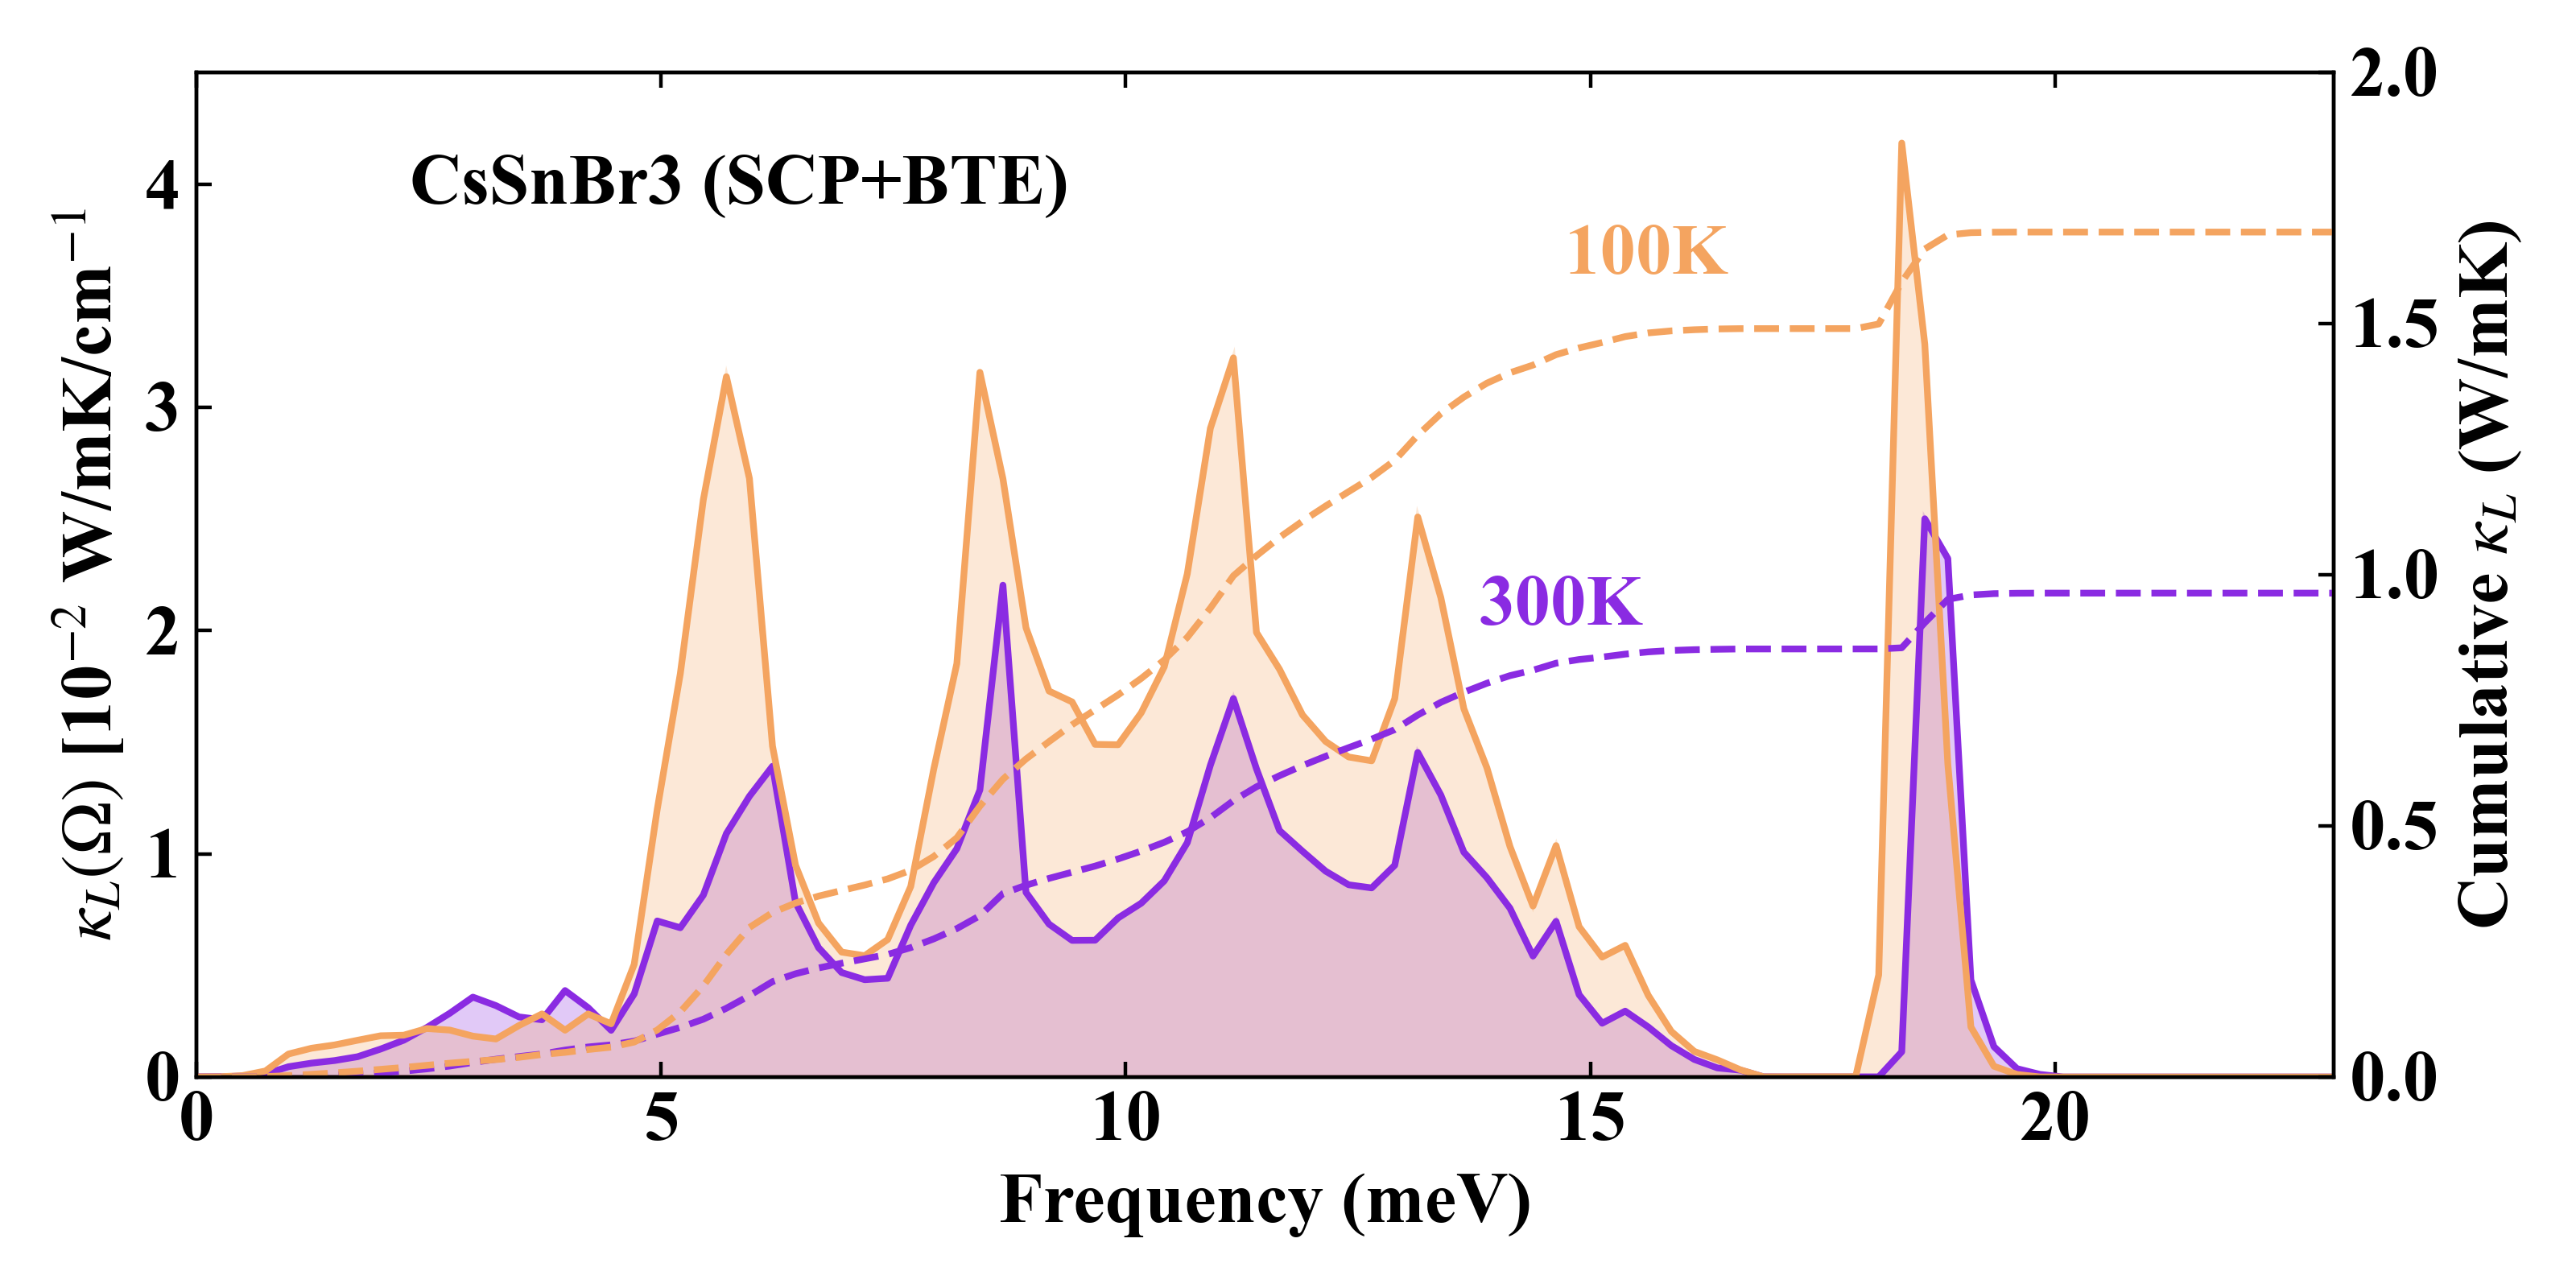 CsSnBr3 (SCP+BTE)
100K
300K
κL(Ω) [10−2 W/mK/cm−1
4
3
2
1
0
2.0
1.5
1.0
0.5
0.0
Cumulative κL (W/mK)
0 5 10 15 20
Frequency (meV)